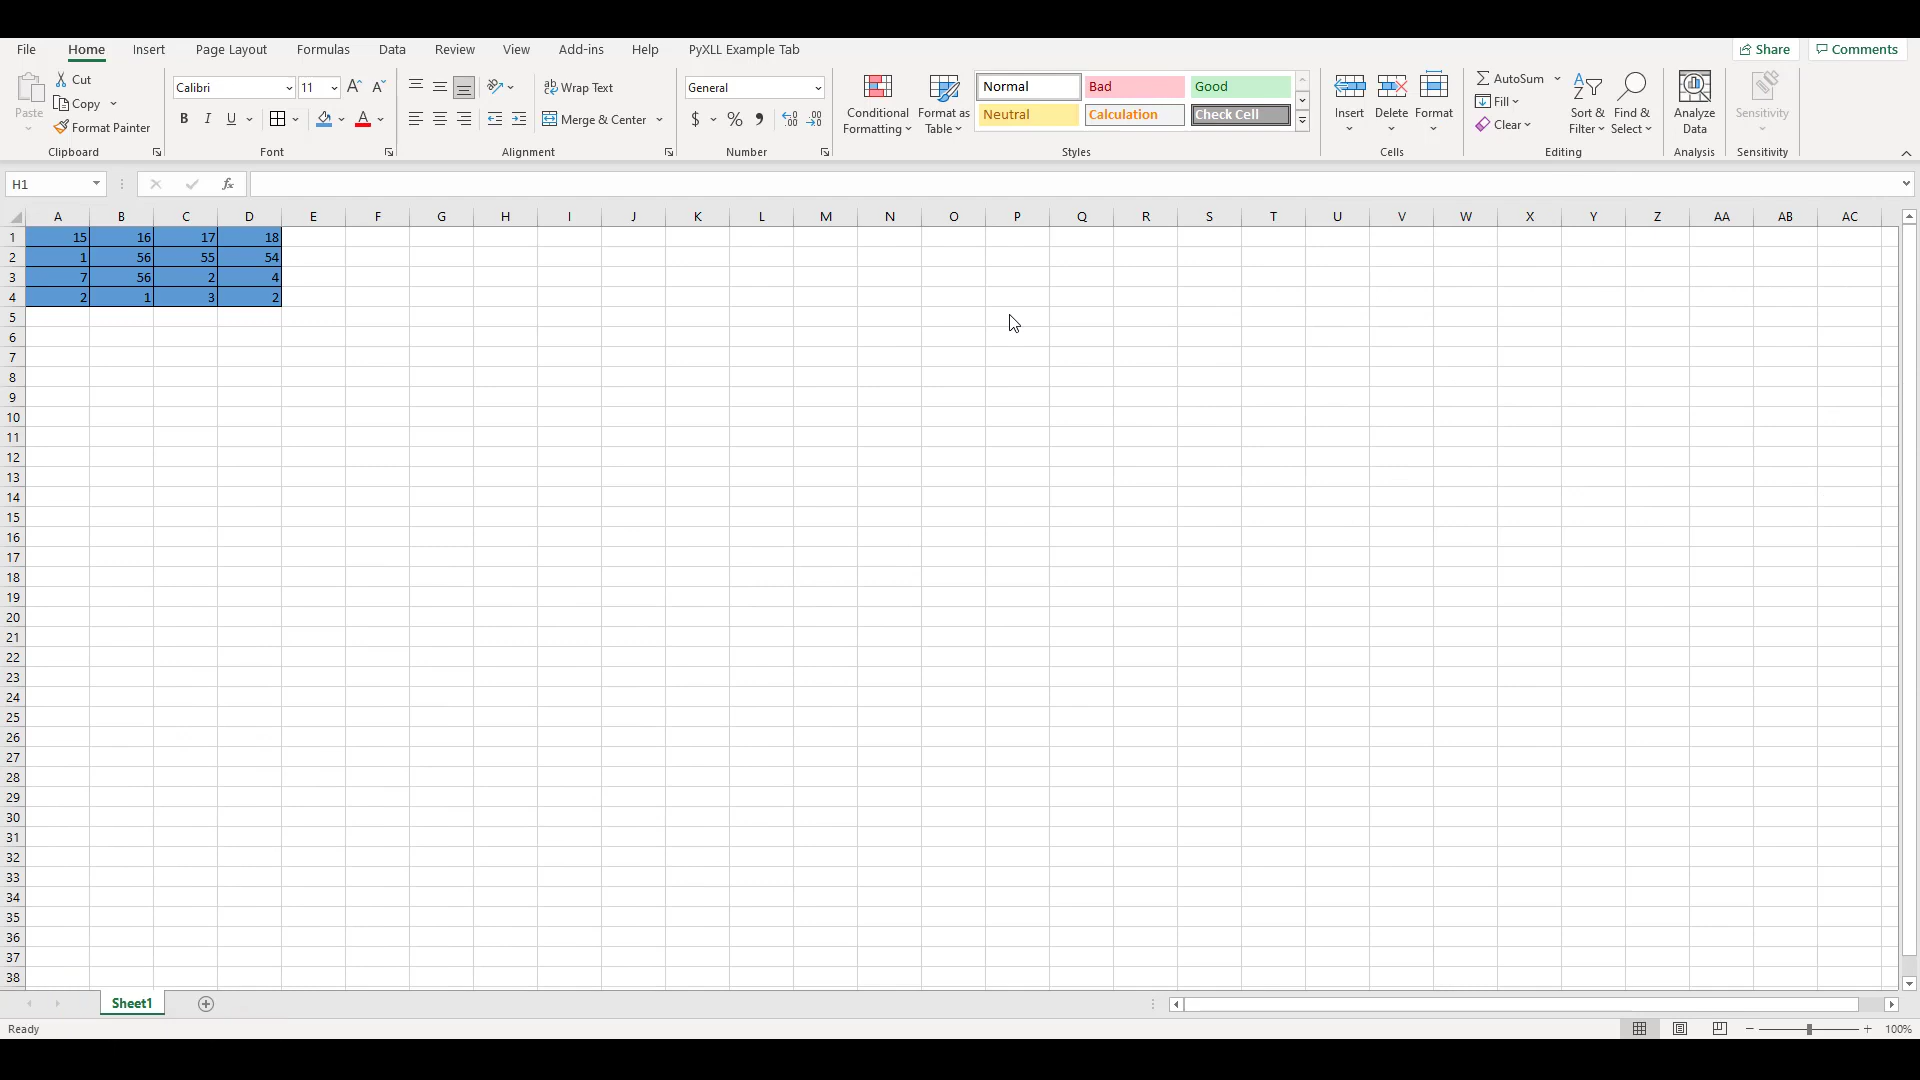 File Home Insert Page Layout Formulas Data Review View Add-ins Help PyXLL Example Tab Share Comments
Paste Cut Copy Format Painter Clipboard
Calibri 11 B I U A A A Font
Wrap Text Merge & Center Alignment
General $ % 9 .00 Number
Conditional Formatting Format as Table Normal Bad Good Neutral Calculation Check Cell Styles
Insert Delete Format Cells
AutoSum Fill Clear Sort & Filter Find & Select Editing
Analyze Data Analysis
Sensitivity Sensitivity
H1 fx
A B C D E F G H I J K L M N O P Q R S T U V W X Y Z AA AB AC
1 15 16 17 18
2 1 56 55 54
3 7 56 2 4
4 2 1 3 2
5
6
7
8
9
10
11
12
13
14
15
16
17
18
19
20
21
22
23
24
25
26
27
28
29
30
31
32
33
34
35
36
37
38
Sheet1
Ready 100%